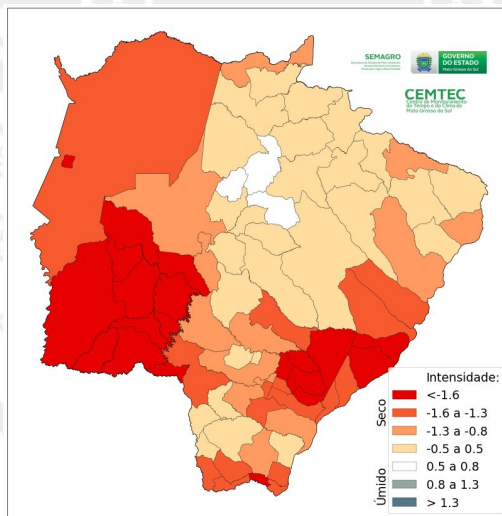 SEMAGRO
GOVERNO
DO ESTADO
Mato Grosso do Sul
CEMTEC
Centro de Monitoramento
do Tempo e do Clima de
Mato Grosso do Sul
Intensidade:
Seco
<-1.6
-1.6 a -1.3
-1.3 a -0.8
-0.5 a 0.5
Úmido
0.5 a 0.8
0.8 a 1.3
> 1.3